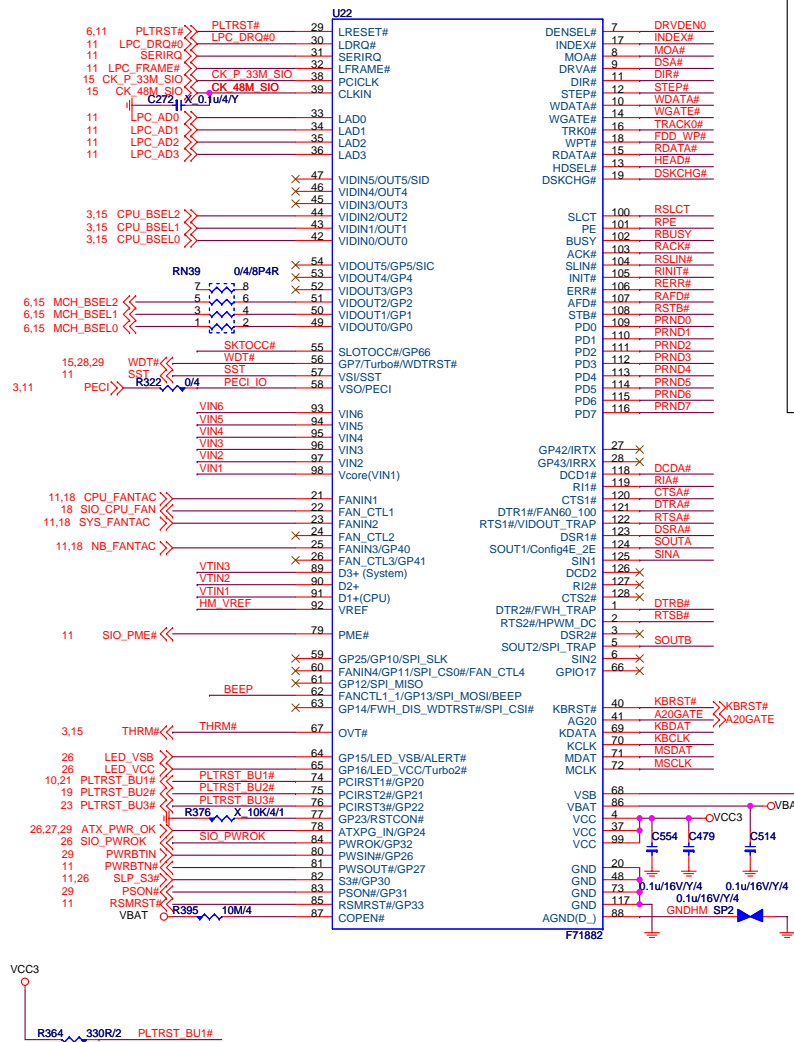 U22
6,11 PLTRST# PLTRST# 29 LRESET# DENSEL# 7 DRVDEN0
11 LPC_DRQ#0 LPC_DRQ#0 30 LDRQ# INDEX# 17 INDEX#
11 SERIRQ 31 SERIRQ MOA# 8 MOA#
11 LPC_FRAME# 32 LFRAME# DRVA# 9 DSA#
15 CK_P_33M_SIO CK_P_33M_SIO 38 PCICLK DIR# 11 DIR#
15 CK_48M_SIO CK_48M_SIO 39 CLKIN STEP# 12 STEP#
C272 X_0.1u/4/Y WDATA# 10 WDATA#
WGATE# 14 WGATE#
11 LPC_AD0 33 LAD0 TRK0# 16 TRACK0#
11 LPC_AD1 34 LAD1 WPT# 18 FDD_WP#
11 LPC_AD2 35 LAD2 RDATA# 15 RDATA#
11 LPC_AD3 36 LAD3 HDSEL# 13 HEAD#
DSKCHG# 19 DSKCHG#
47 VIDIN5/OUT5/SID
46 VIDIN4/OUT4
45 VIDIN3/OUT3
3,15 CPU_BSEL2 44 VIDIN2/OUT2 SLCT 100 RSLCT
3,15 CPU_BSEL1 43 VIDIN1/OUT1 PE 101 RPE
3,15 CPU_BSEL0 42 VIDIN0/OUT0 BUSY 102 RBUSY
ACK# 103 RACK#
54 VIDOUT5/GP5/SIC SLIN# 104 RSLIN#
RN39 0/4/8P4R 53 VIDOUT4/GP4 INIT# 105 RINIT#
7 8 52 VIDOUT3/GP3 ERR# 106 RERR#
6,15 MCH_BSEL2 5 6 51 VIDOUT2/GP2 AFD# 107 RAFD#
6,15 MCH_BSEL1 3 4 50 VIDOUT1/GP1 STB# 108 RSTB#
6,15 MCH_BSEL0 1 2 49 VIDOUT0/GP0 PD0 109 PRND0
PD1 110 PRND1
SKTOCC# 55 SLOTOCC#/GP66 PD2 111 PRND2
15,28,29 WDT# WDT# 56 GP7/Turbo#/WDTRST# PD3 112 PRND3
11 SST SST 57 VSI/SST PD4 113 PRND4
3,11 PECI R322 0/4 PECI_IO 58 VSO/PECI PD5 114 PRND5
PD6 115 PRND6
VIN6 93 VIN6 PD7 116 PRND7
VIN5 94 VIN5
VIN4 95 VIN4
VIN3 96 VIN3 GP42/IRTX 27
VIN2 97 VIN2 GP43/IRRX 28
VIN1 98 Vcore(VIN1) DCD1# 118 DCDA#
RI1# 119 RIA#
11,18 CPU_FANTAC 21 FANIN1 CTS1# 120 CTSA#
18 SIO_CPU_FAN 22 FAN_CTL1 DTR1#/FAN60_100 121 DTRA#
11,18 SYS_FANTAC 23 FANIN2 RTS1#/VIDOUT_TRAP 122 RTSA#
24 FAN_CTL2 DSR1# 123 DSRA#
11,18 NB_FANTAC 25 FANIN3/GP40 SOUT1/Config4E_2E 124 SOUTA
26 FAN_CTL3/GP41 SIN1 125 SINA
VTIN3 89 D3+ (System) DCD2 126
VTIN2 90 D2+ RI2# 127
VTIN1 91 D1+(CPU) CTS2# 128
HM_VREF 92 VREF DTR2#/FWH_TRAP 1 DTRB#
RTS2#/HPWM_DC 2 RTSB#
11 SIO_PME# 79 PME# DSR2# 3
SOUT2/SPI_TRAP 5 SOUTB
59 GP25/GP10/SPI_SLK SIN2 6
60 FANIN4/GP11/SPI_CS0#/FAN_CTL4 GPIO17 66
61 GP12/SPI_MISO
BEEP 62 FANCTL1_1/GP13/SPI_MOSI/BEEP
63 GP14/FWH_DIS_WDTRST#/SPI_CSI# KBRST# 40 KBRST# KBRST#
AG20 41 A20GATE A20GATE
3,15 THRM# THRM# 67 OVT# KDATA 69 KBDAT
KCLK 70 KBCLK
26 LED_VSB 64 GP15/LED_VSB/ALERT# MDAT 71 MSDAT
26 LED_VCC 65 GP16/LED_VCC/Turbo2# MCLK 72 MSCLK
10,21 PLTRST_BU1# PLTRST_BU1# 74 PCIRST1#/GP20
19 PLTRST_BU2# PLTRST_BU2# 75 PCIRST2#/GP21 VSB 68
23 PLTRST_BU3# PLTRST_BU3# 76 PCIRST3#/GP22 VBAT 86 VBA
R376 X_10K/4/1 77 GP23/RSTCON# VCC 4 VCC3
26,27,29 ATX_PWR_OK 78 ATXPG_IN/GP24 VCC 37
26 SIO_PWROK SIO_PWROK 84 PWROK/GP32 VCC 99 C554 C479 C514
29 PWRBTIN 80 PWSIN#/GP26
11 PWRBTN# 81 PWSOUT#/GP27 GND 20
11,26 SLP_S3# 82 S3#/GP30 GND 48 0.1u/16V/Y/4 0.1u/16V/Y/4
29 PSON# 83 PSON#/GP31 GND 73 0.1u/16V/Y/4
11 RSMRST# 85 RSMRST#/GP33 GND 117
VBAT R395 10M/4 87 COPEN# AGND(D_) 88 GNDHM SP2
F71882
VCC3
R364 330R/2 PLTRST_BU1#